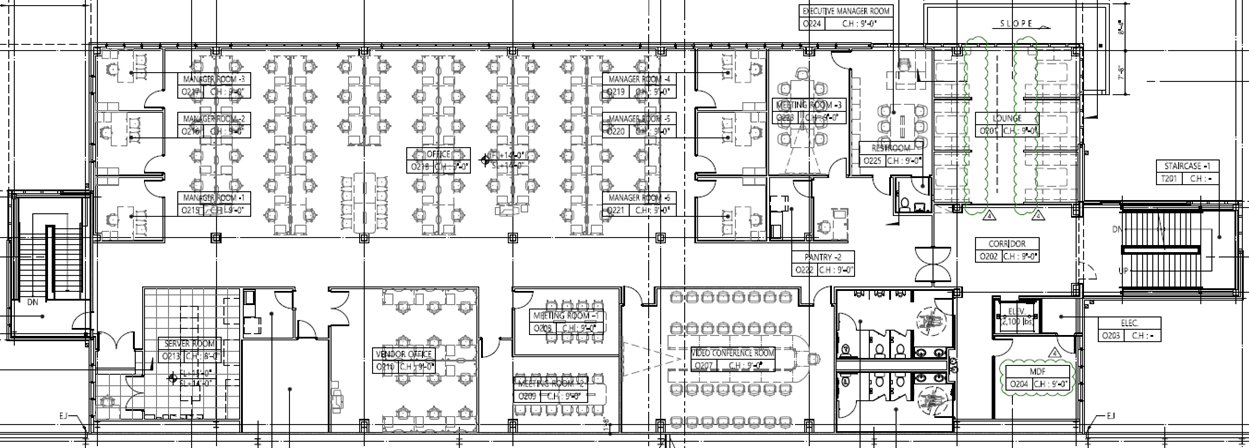 EXECUTIVE MANAGER ROOM
O224 C.H : 9'-0"
SLOPE
MANAGER ROOM -3
O217 C.H : 9'-0"
MANAGER ROOM -4
O219 C.H : 9'-0"
MEETING ROOM -3
O223 C.H : 9'-0"
MANAGER ROOM -2
O216 C.H : 9'-0"
MANAGER ROOM -5
O220 C.H : 9'-0"
LOUNGE
O201 C.H : 9'-0"
OFFICE
O218 C.H : 9'-0"
RESTROOM
O225 C.H : 9'-0"
STAIRCASE -1
T201 C.H : -
MANAGER ROOM -1
O215 C.H : 9'-0"
MANAGER ROOM -6
O221 C.H : 9'-0"
4 4
DN
CORRIDOR
O202 C.H : 9'-0"
PANTRY -2
O222 C.H : 9'-0"
UP
DN
ELEV.
2,100 lbs
MEETING ROOM -1
O208 C.H : 9'-0"
ELEC.
O203 C.H : -
SERVER ROOM
O213 C.H : 8'-0"
VENDOR OFFICE
O210 C.H : 9'-0"
VIDEO CONFERENCE ROOM
O207 C.H : 9'-0"
4
MDF
O204 C.H : 9'-0"
MEETING ROOM -2
O209 C.H : 9'-0"
EJ
EJ